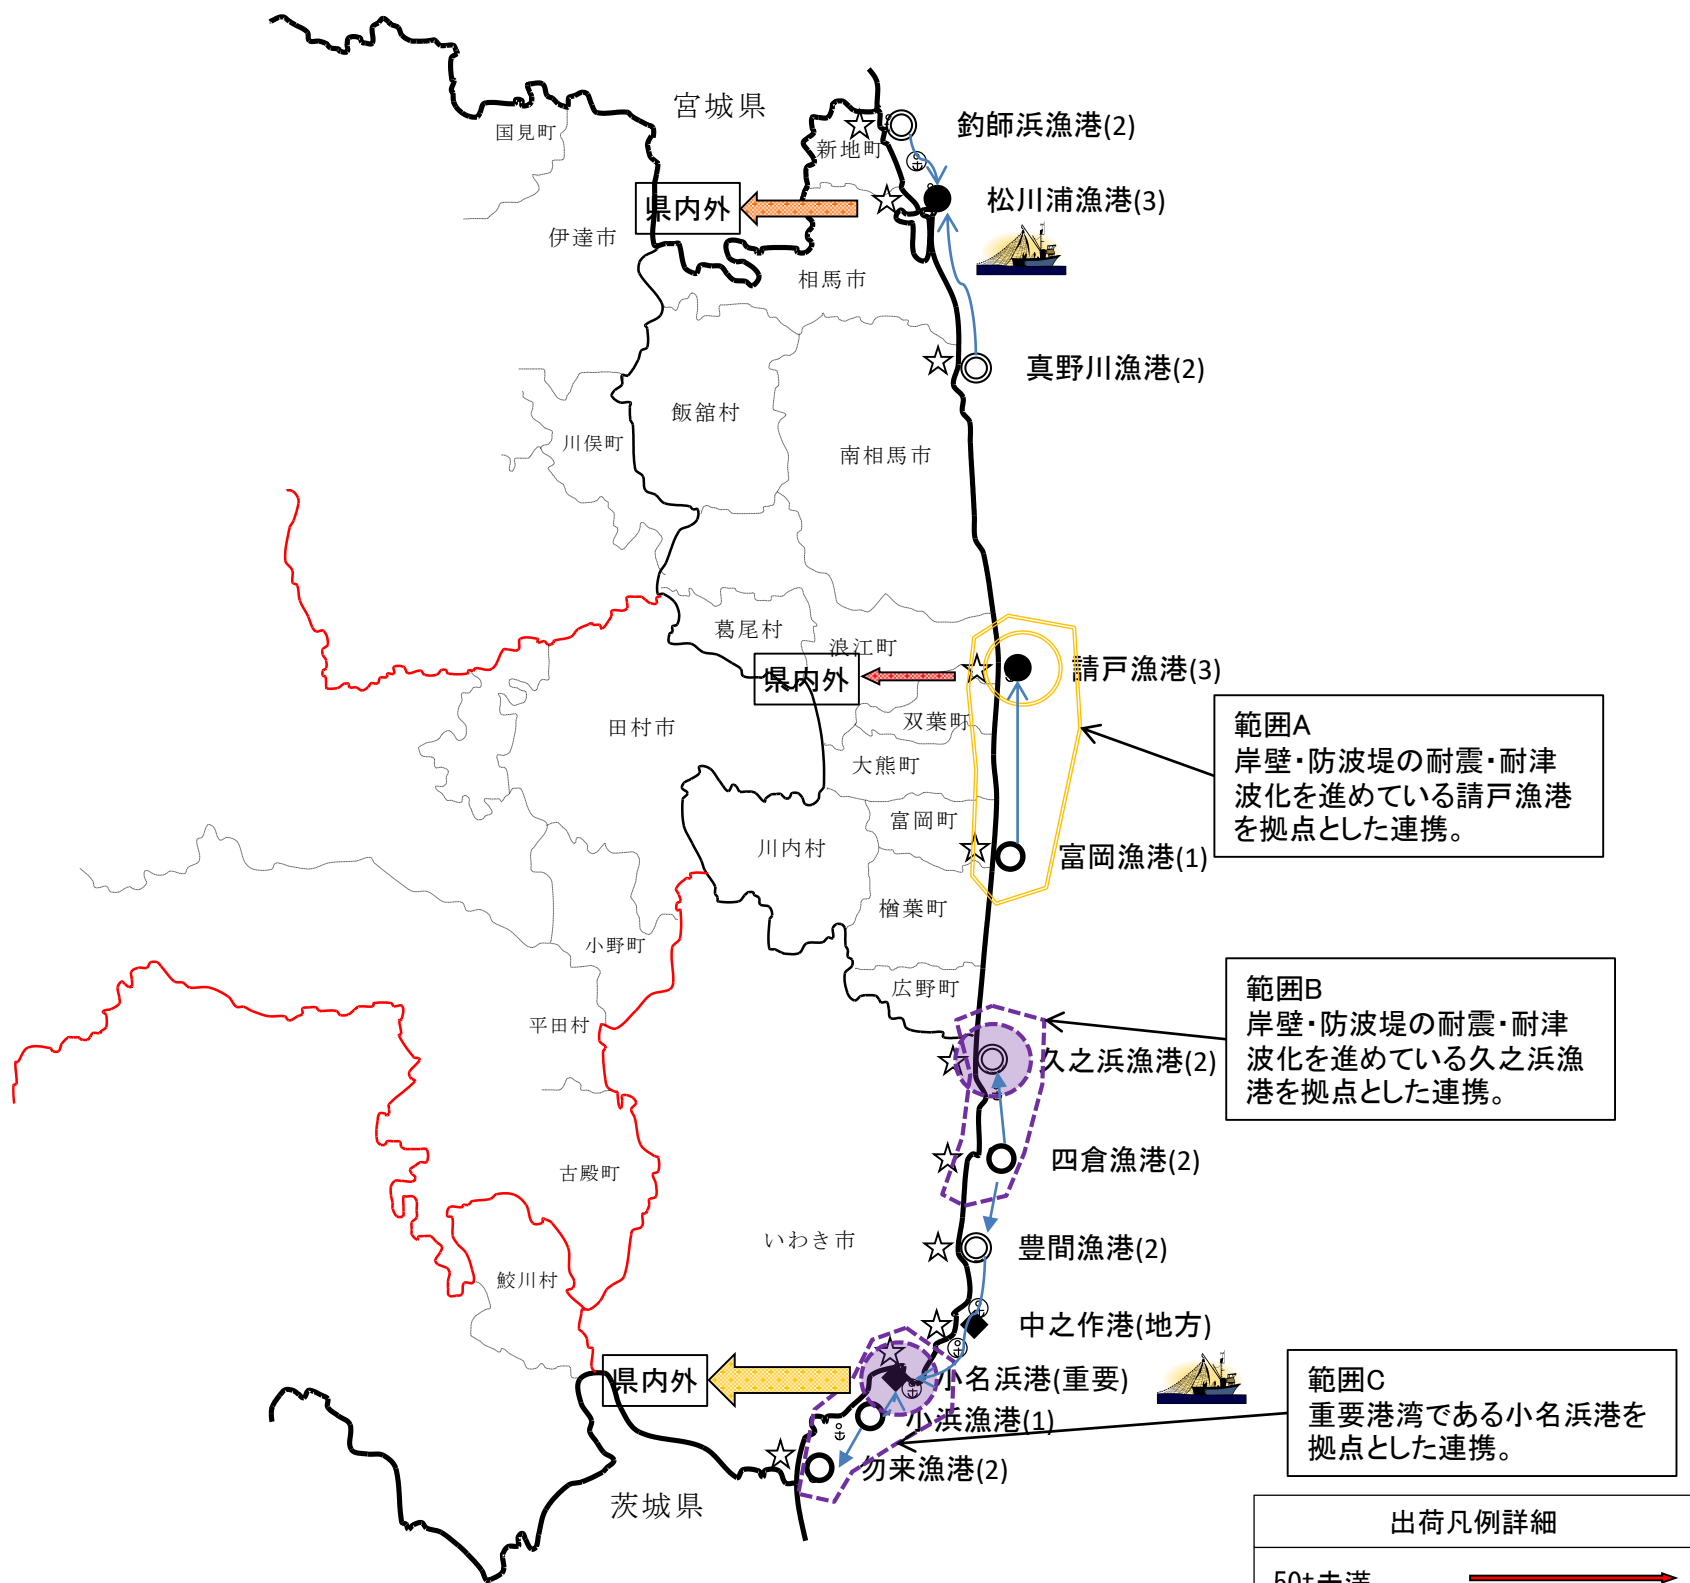 宮城県
国見町
新地町
釣師浜漁港(2)
県内外
松川浦漁港(3)
伊達市
相馬市
真野川漁港(2)
飯舘村
川俣町
南相馬市
葛尾村
浪江町
県内外
請戸漁港(3)
田村市
双葉町
大熊町
範囲A
岸壁・防波堤の耐震・耐津
波化を進めている請戸漁港
を拠点とした連携。
富岡町
川内村
富岡漁港(1)
楢葉町
小野町
広野町
平田村
範囲B
岸壁・防波堤の耐震・耐津
波化を進めている久之浜漁
港を拠点とした連携。
久之浜漁港(2)
四倉漁港(2)
古殿町
いわき市
豊間漁港(2)
鮫川村
中之作港(地方)
県内外
小名浜港(重要)
小浜漁港(1)
範囲C
重要港湾である小名浜港を
拠点とした連携。
勿来漁港(2)
茨城県
出荷凡例詳細
50t未満